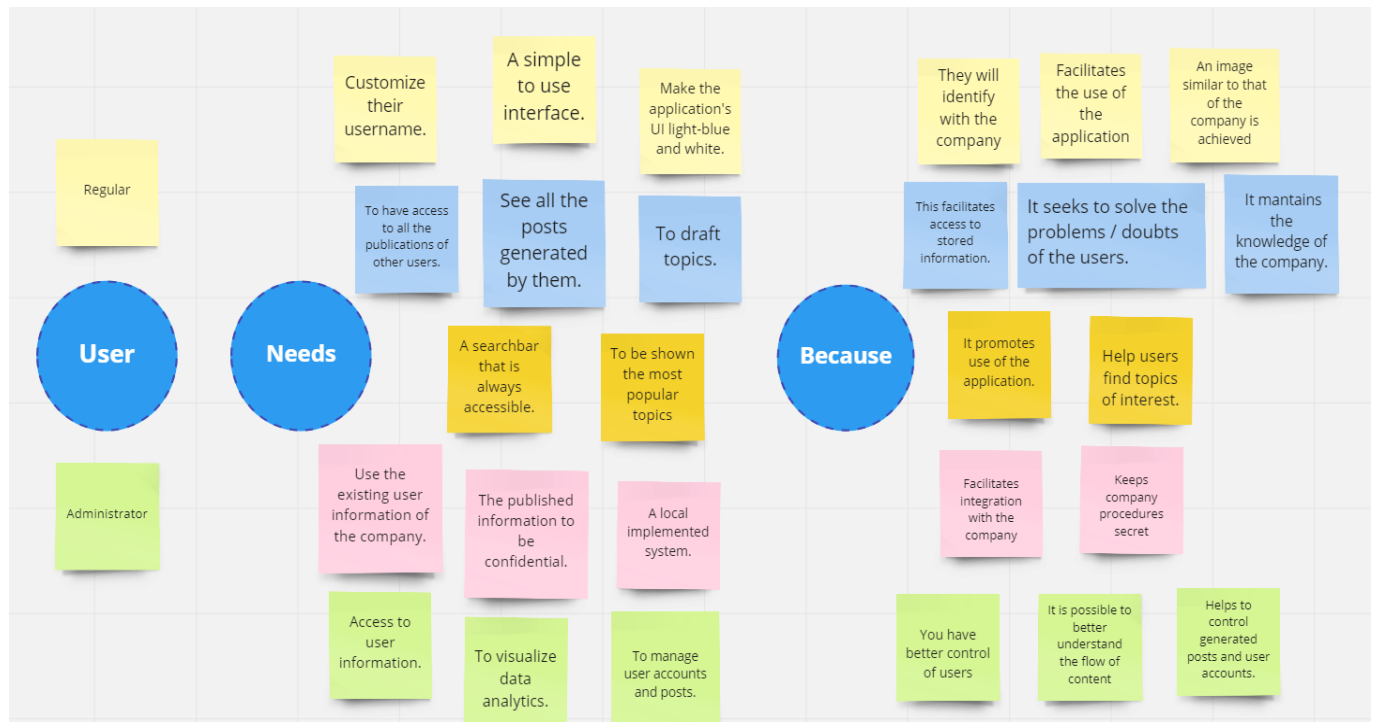 Regular
User
Administrator
Needs
Customize
their
username.
A simple
to use
interface.
Make the
application's
UI light-blue
and white.
To have access
to all the
publications of
other users.
See all the
posts
generated
by them.
To draft
topics.
A searchbar
that is
always
accessible.
To be shown
the most
popular
topics
Use the
existing user
information of
the company.
The published
information to
be
confidential.
A local
implemented
system.
Access to
user
information.
To visualize
data
analytics.
To manage
user accounts
and posts.
Because
They will
identify
with the
company
Facilitates
the use of
the
application
An image
similar to that
of the
company is
achieved
This facilitates
access to
stored
information.
It seeks to solve the
problems / doubts
of the users.
It mantains
the
knowledge of
the company.
It promotes
use of the
application.
Help users
find topics
of interest.
Facilitates
integration
with the
company
Keeps
company
procedures
secret
You have
better control
of users
It is possible to
better
understand
the flow of
content
Helps to
control
generated
posts and user
accounts.